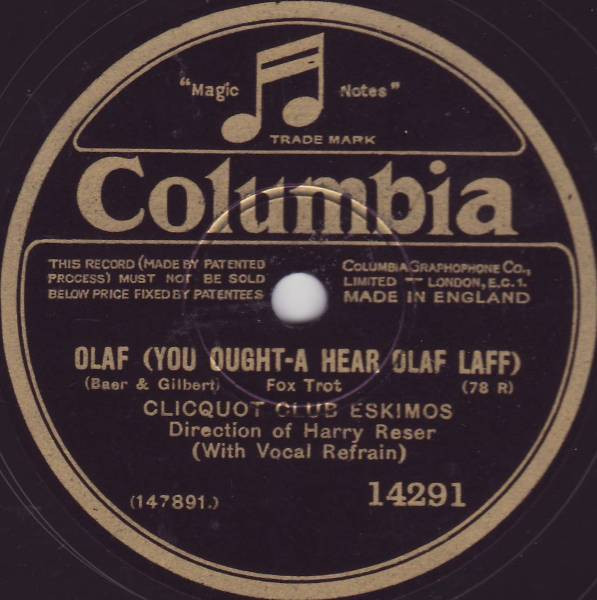 "Magic Notes"
TRADE MARK
Columbia
THIS RECORD (MADE BY PATENTED
PROCESS) MUST NOT BE SOLD
BELOW PRICE FIXED BY PATENTEES
COLUMBIA GRAPHOPHONE CO.,
LIMITED — LONDON, E.C.1.
MADE IN ENGLAND
OLAF (YOU OUGHT-A HEAR OLAF LAFF)
(Baer & Gilbert) Fox Trot (78 R)
CLICQUOT CLUB ESKIMOS
Direction of Harry Reser
(With Vocal Refrain)
(147891.) 14291